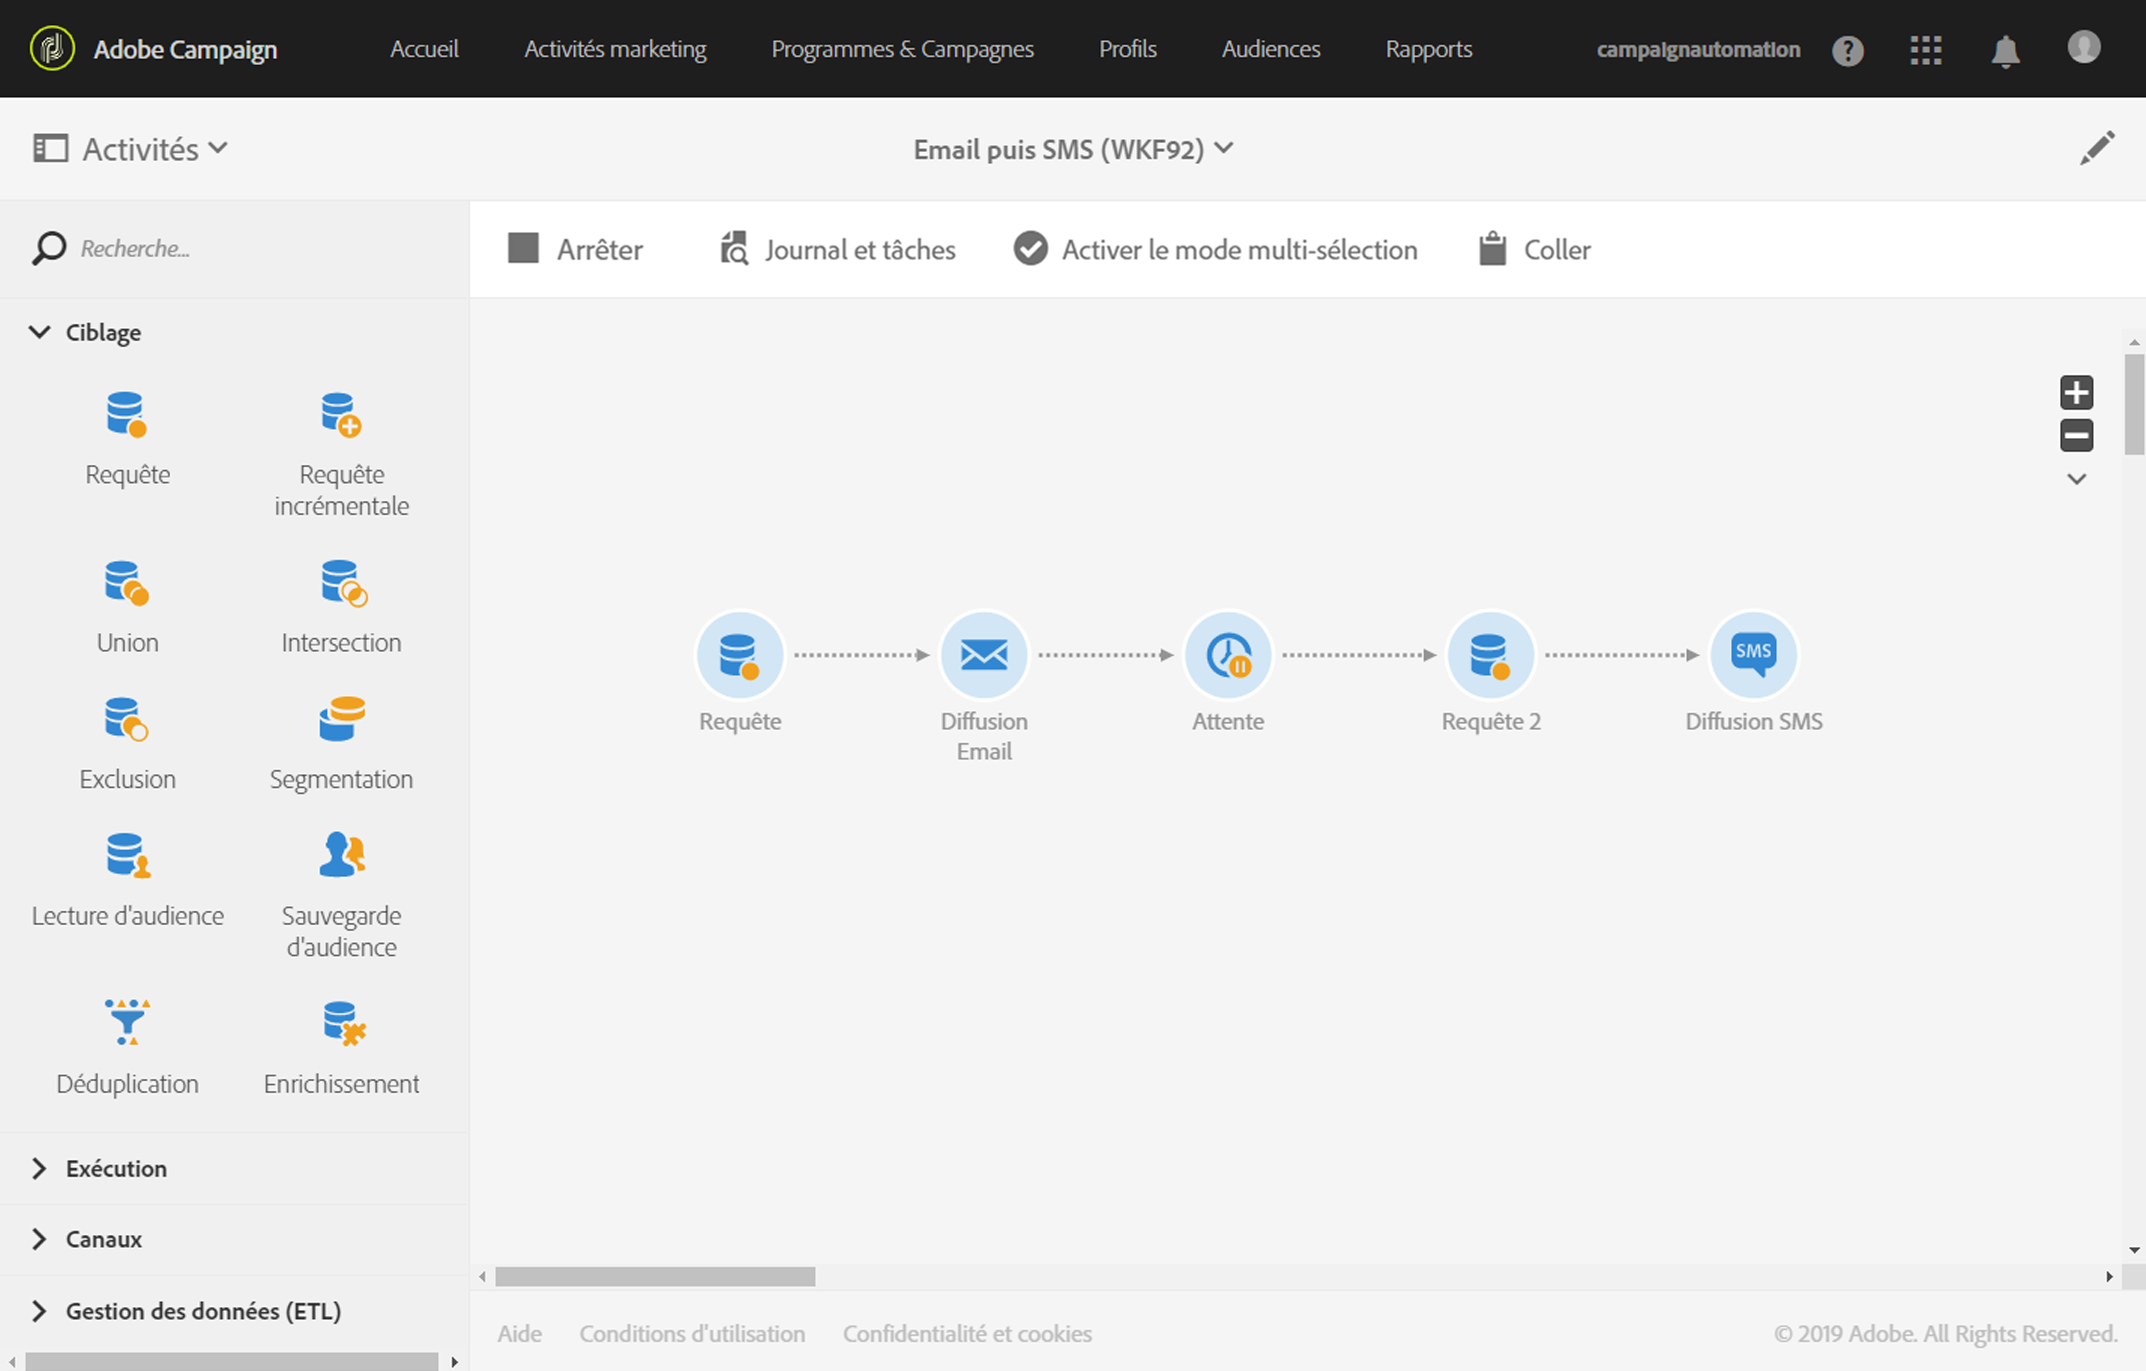 Adobe Campaign
Accueil
Activités marketing
Programmes & Campagnes
Profils
Audiences
Rapports
campaignautomation
?
Activités
Email puis SMS (WKF92)
Recherche...
Arrêter
Journal et tâches
Activer le mode multi-sélection
Coller
Ciblage
Requête
Requête
incrémentale
Union
Intersection
Exclusion
Segmentation
Lecture d'audience
Sauvegarde
d'audience
Déduplication
Enrichissement
Exécution
Canaux
Gestion des données (ETL)
Requête
Diffusion
Email
Attente
Requête 2
SMS
Diffusion SMS
Aide
Conditions d'utilisation
Confidentialité et cookies
© 2019 Adobe. All Rights Reserved.